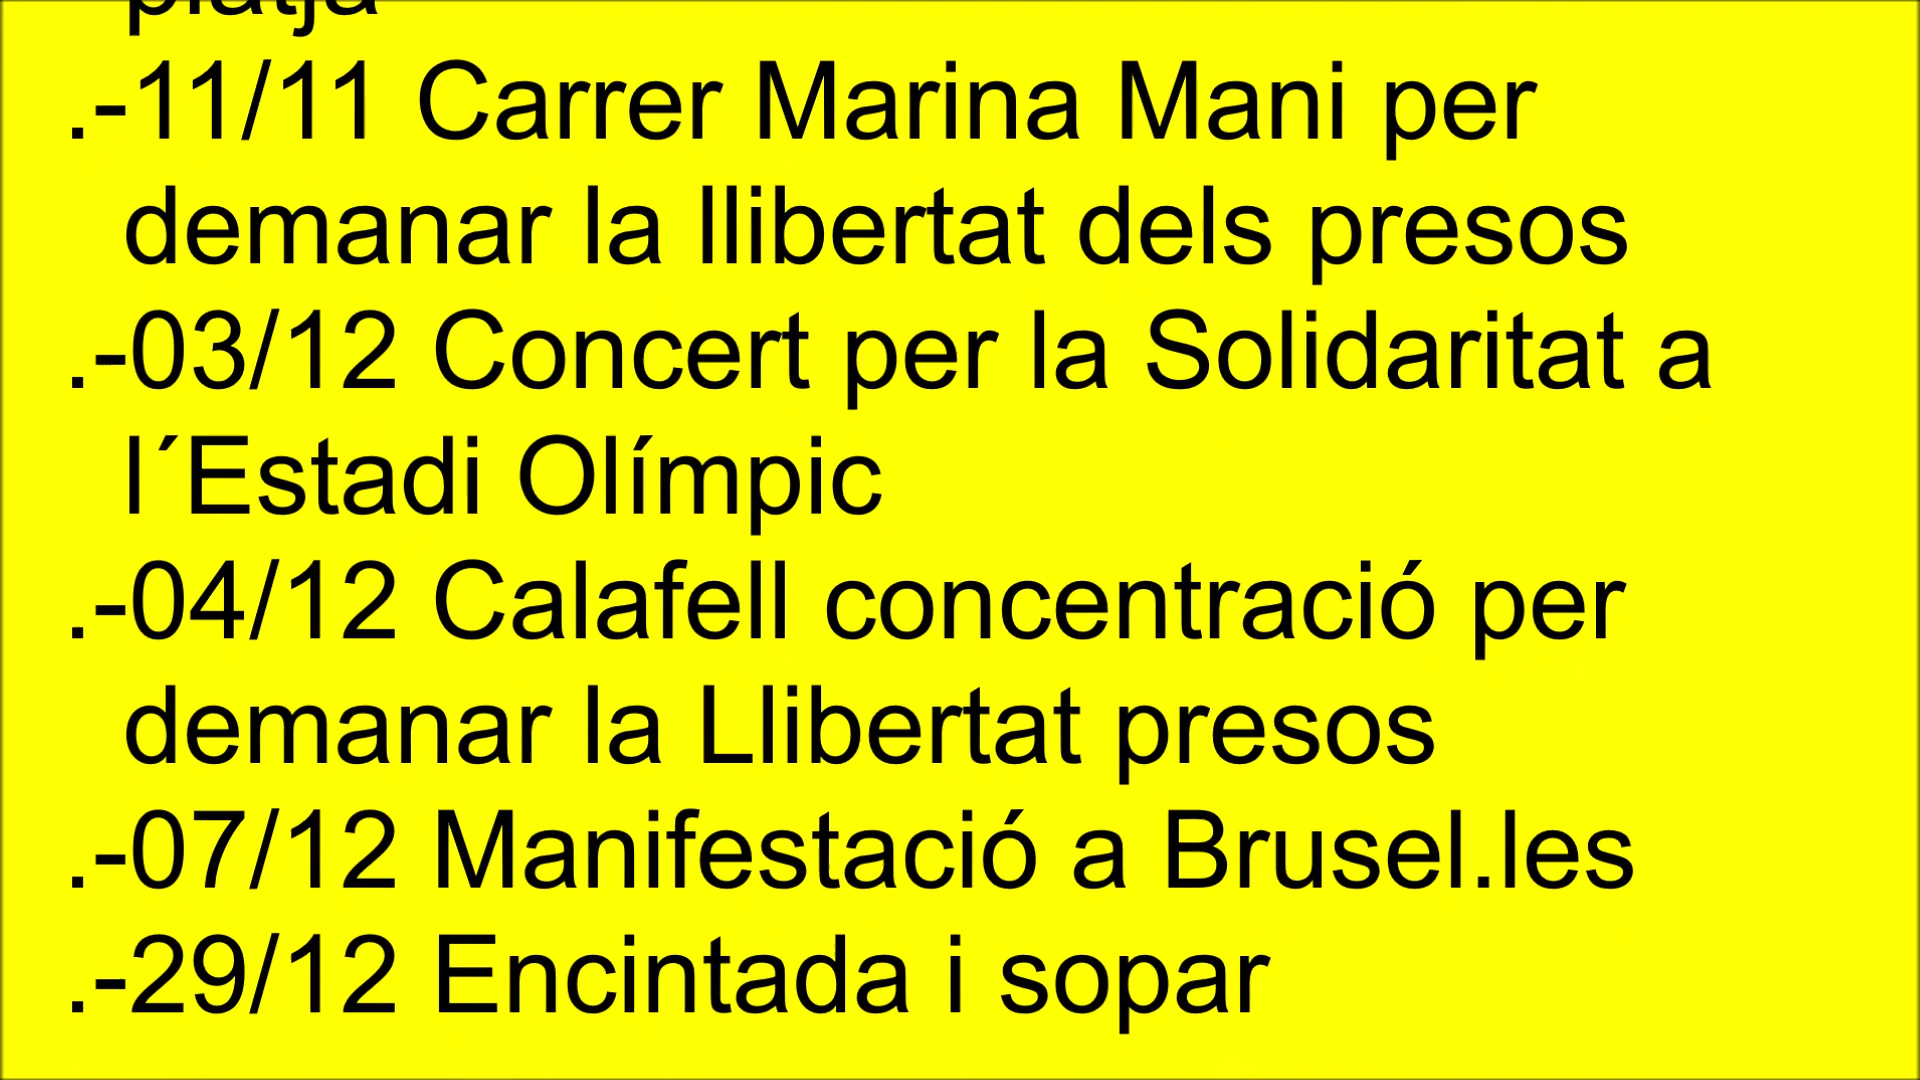 platja
.-11/11 Carrer Marina Mani per
demanar la llibertat dels presos
.-03/12 Concert per la Solidaritat a
l´Estadi Olímpic
.-04/12 Calafell concentració per
demanar la Llibertat presos
.-07/12 Manifestació a Brusel.les
.-29/12 Encintada i sopar